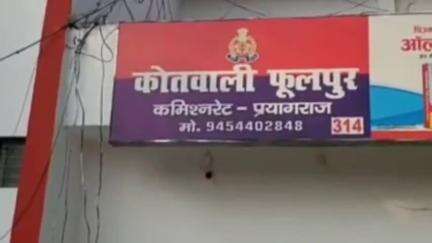 कोतवाली फूलपुर
कमिश्नरेट - प्रयागराज
मो. 9454402848
314